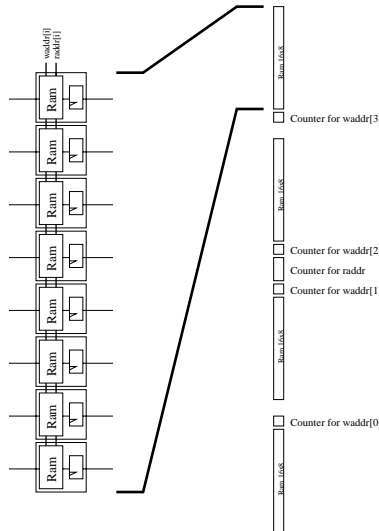 waddr[i]
raddr[i]
Ram
Ram
Ram
Ram
Ram
Ram
Ram
Ram
Ram 16x8
Counter for waddr[3
Ram 16x8
Counter for waddr[2
Counter for raddr
Counter for waddr[1
Ram 16x8
Counter for waddr[0
Ram 16x8